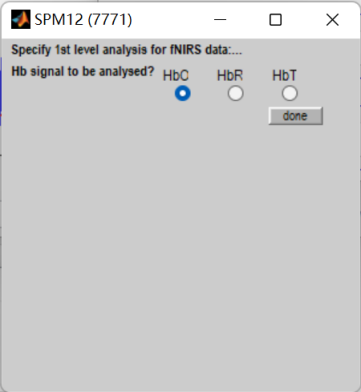 SPM12 (7771)
Specify 1st level analysis for fNIRS data:...
Hb signal to be analysed? HbO HbR HbT
done